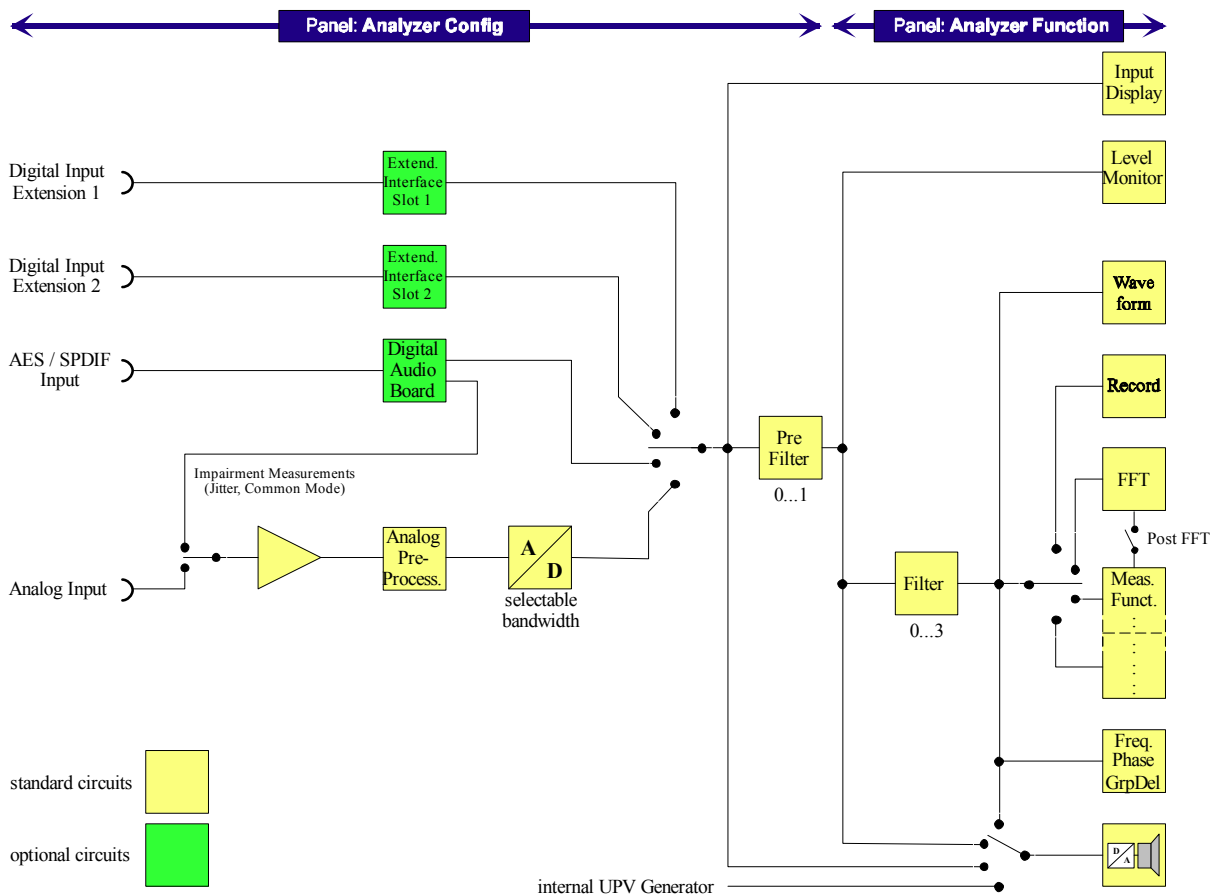 Panel: Analyzer Config
Panel: Analyzer Function
Input
Display
Level
Monitor
Digital Input
Extension 1
Extend.
Interface
Slot 1
Digital Input
Extension 2
Extend.
Interface
Slot 2
Wave
form
AES / SPDIF
Input
Digital
Audio
Board
Record
Pre
Filter
0...1
FFT
Post FFT
Impairment Measurements
(Jitter, Common Mode)
Analog Input
Analog
Pre-
Process.
A
D
selectable
bandwidth
Filter
0...3
Meas.
Funct.
Freq.
Phase
GrpDel
standard circuits
optional circuits
D
A
internal UPV Generator